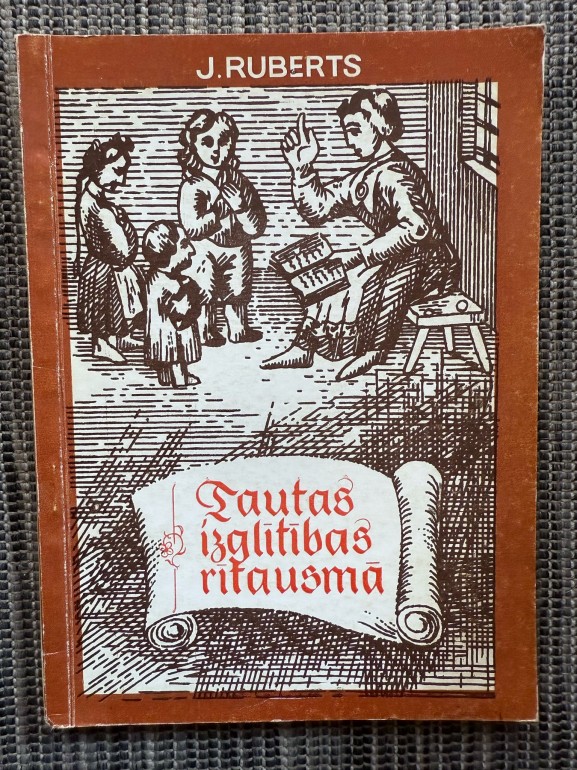 J. RUBERTS
Tautas
izglītības
rītausmā